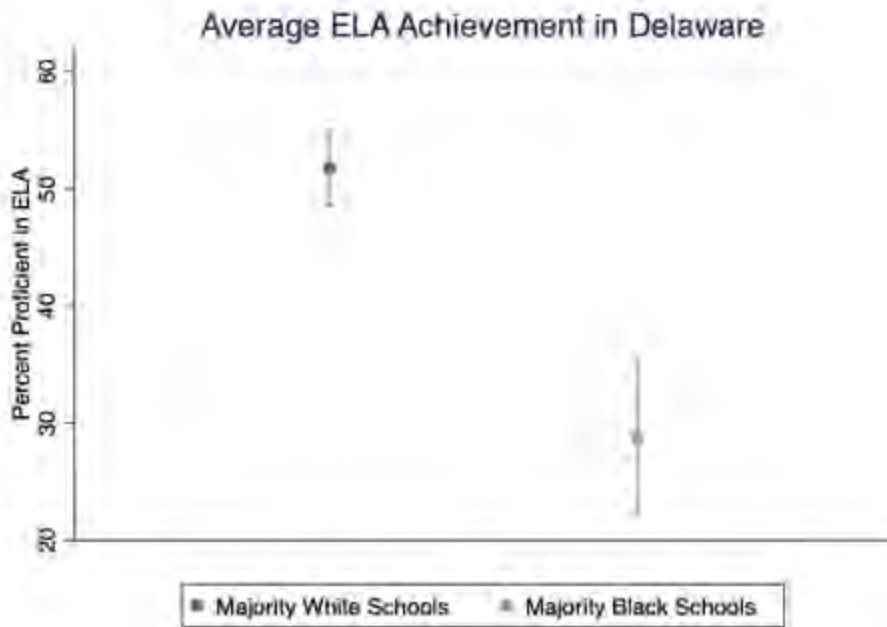 Average ELA Achievement in Delaware
Percent Proficient in ELA
60
50
40
30
20
Majority White Schools
Majority Black Schools